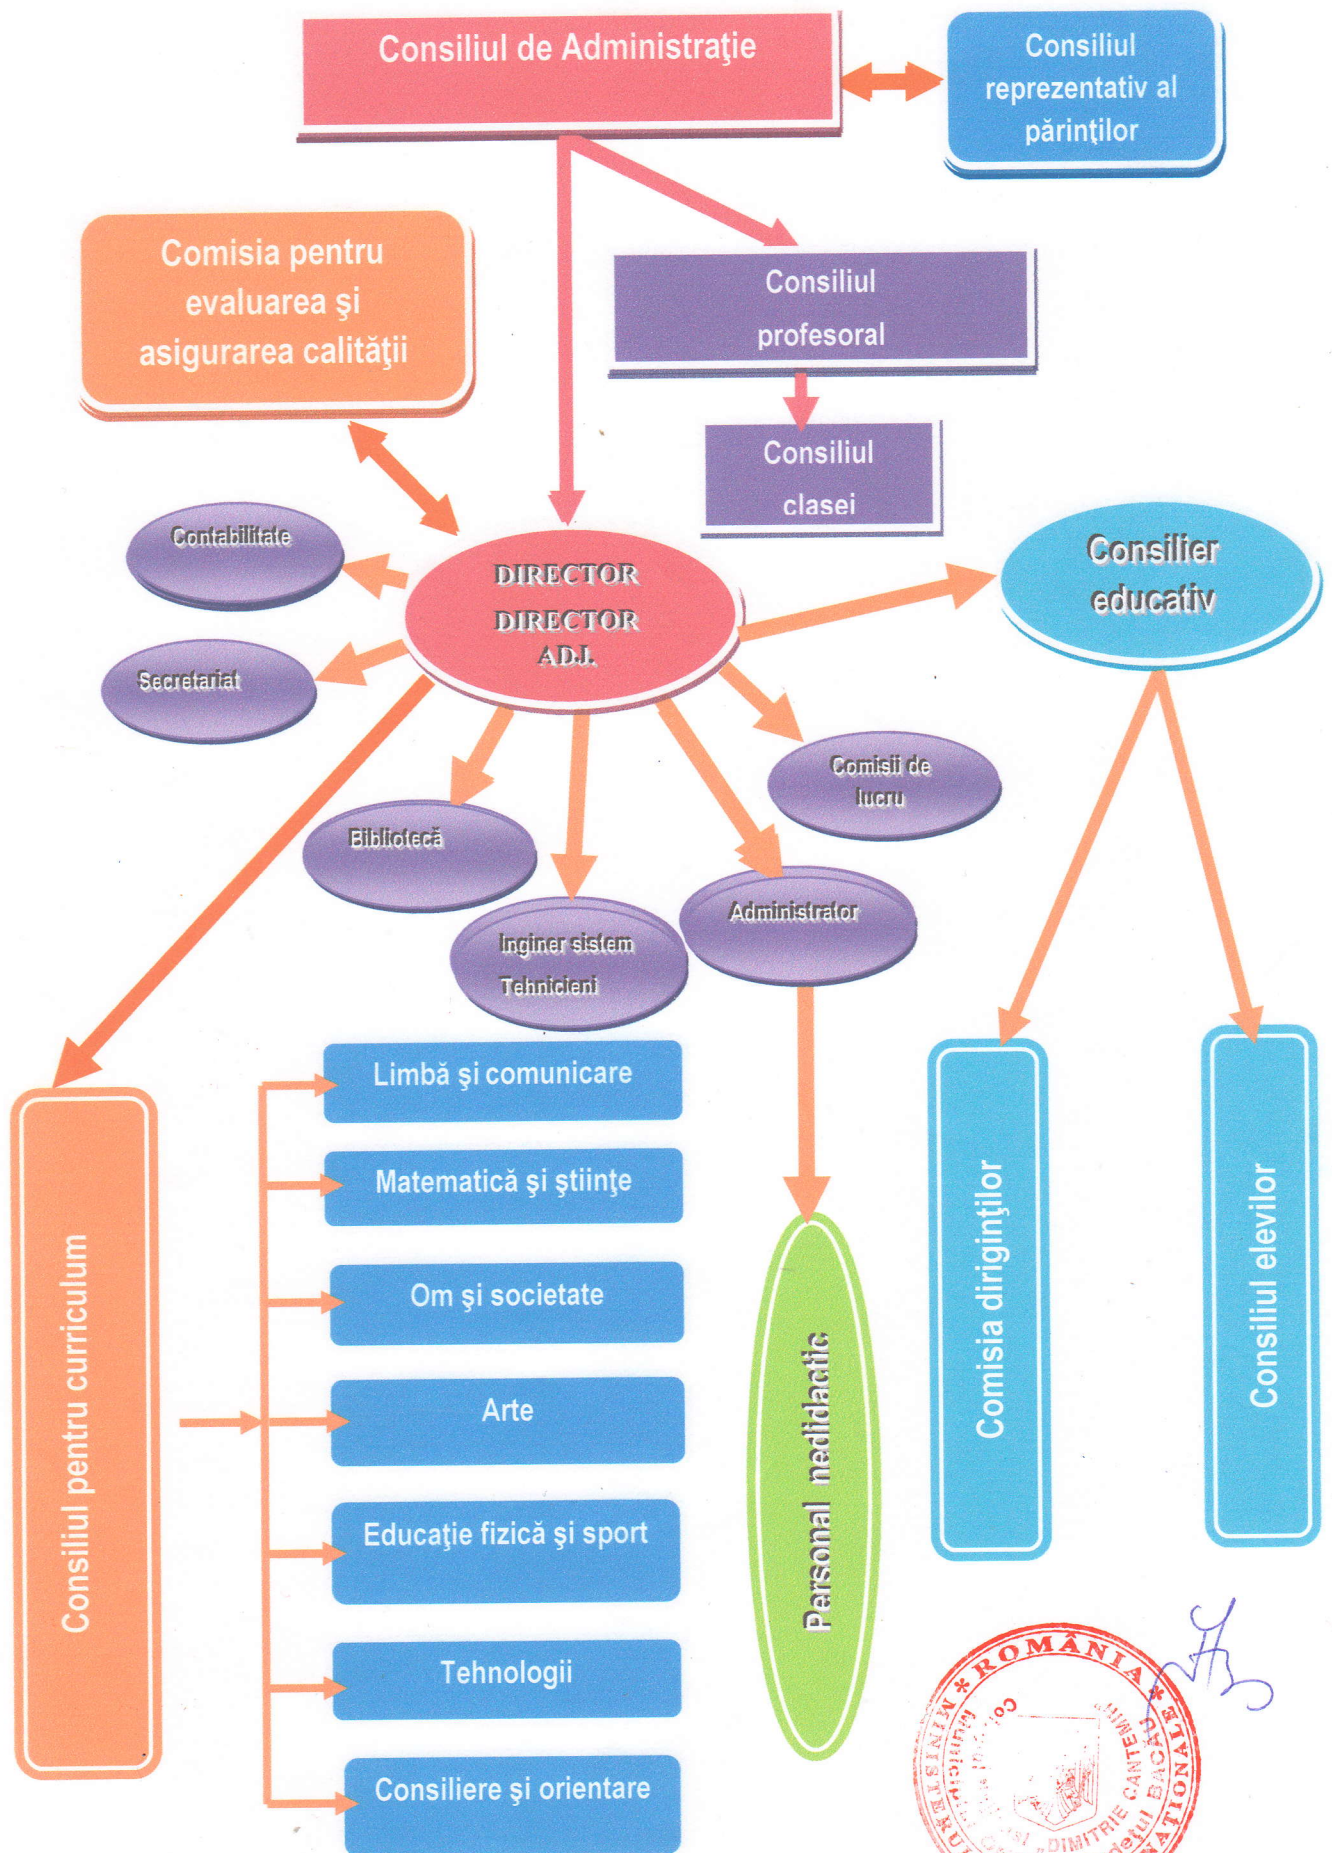 Consiliul de Administraţie
Consiliul
reprezentativ al
părinţilor
Comisia pentru
evaluarea şi
asigurarea calităţii
Consiliul
profesoral
Consiliul
clasei
Contabilitate
DIRECTOR
DIRECTOR
ADJ.
Consilier
educativ
Secretariat
Comisii de
lucru
Bibliotecă
Administrator
Inginer sistem
Tehnicieni
Consiliul pentru curriculum
Limbă şi comunicare
Matematică şi ştiinţe
Om şi societate
Arte
Educaţie fizică şi sport
Tehnologii
Consiliere şi orientare
Personal nedidactic
Comisia diriginţilor
Consiliul elevilor
* ROMÂNIA *
„DIMITRIE CANTEMIR”
BACĂU